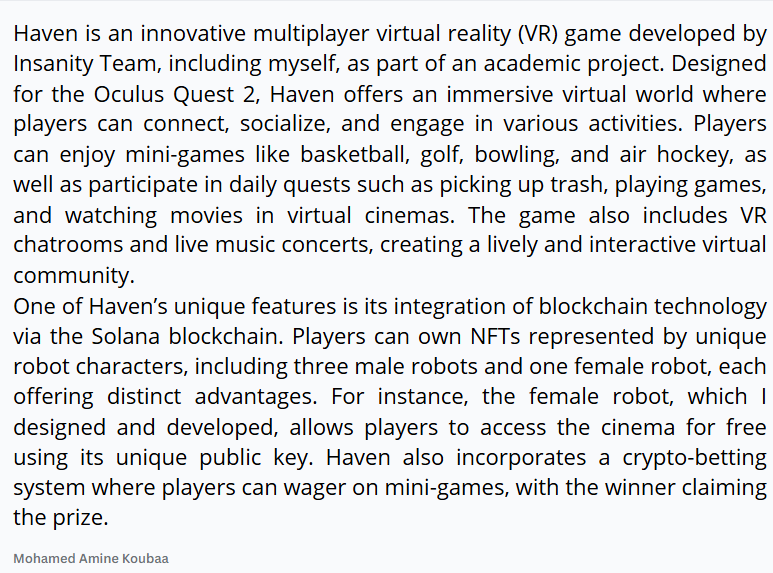 Haven is an innovative multiplayer virtual reality (VR) game developed by
Insanity Team, including myself, as part of an academic project. Designed
for the Oculus Quest 2, Haven offers an immersive virtual world where
players can connect, socialize, and engage in various activities. Players
can enjoy mini-games like basketball, golf, bowling, and air hockey, as
well as participate in daily quests such as picking up trash, playing games,
and watching movies in virtual cinemas. The game also includes VR
chatrooms and live music concerts, creating a lively and interactive virtual
community.
One of Haven’s unique features is its integration of blockchain technology
via the Solana blockchain. Players can own NFTs represented by unique
robot characters, including three male robots and one female robot, each
offering distinct advantages. For instance, the female robot, which I
designed and developed, allows players to access the cinema for free
using its unique public key. Haven also incorporates a crypto-betting
system where players can wager on mini-games, with the winner claiming
the prize.
Mohamed Amine Koubaa